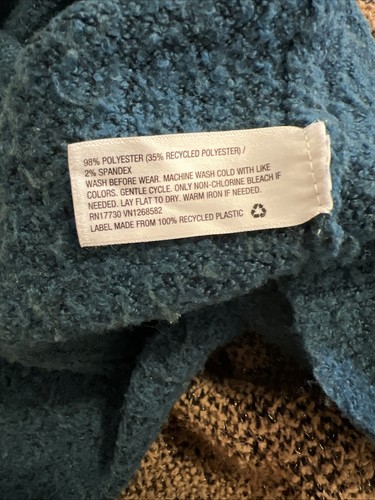 98% POLYESTER (35% RECYCLED POLYESTER) /
2% SPANDEX
WASH BEFORE WEAR. MACHINE WASH COLD WITH LIKE
COLORS. GENTLE CYCLE. ONLY NON-CHLORINE BLEACH IF
NEEDED. LAY FLAT TO DRY. WARM IRON IF NEEDED.
RN17730 VN1268582
LABEL MADE FROM 100% RECYCLED PLASTIC